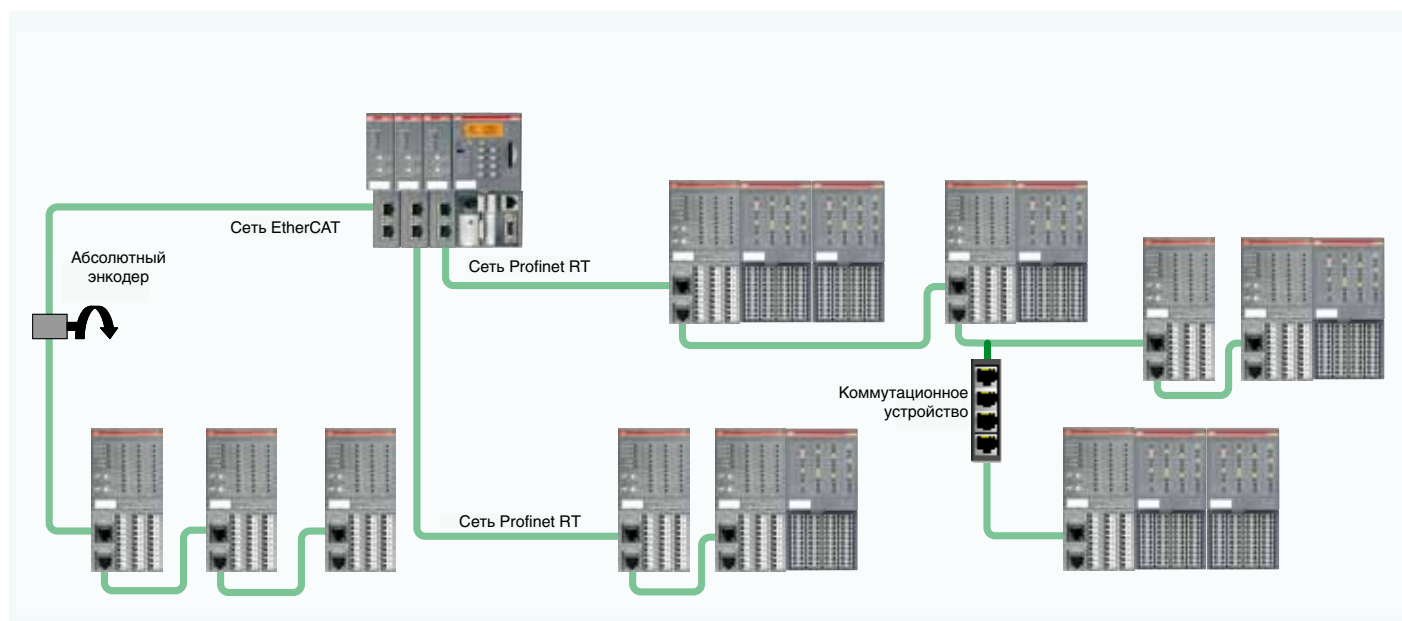 Сеть EtherCAT
Абсолютный
энкодер
Сеть Profinet RT
Коммутационное
устройство
Сеть Profinet RT